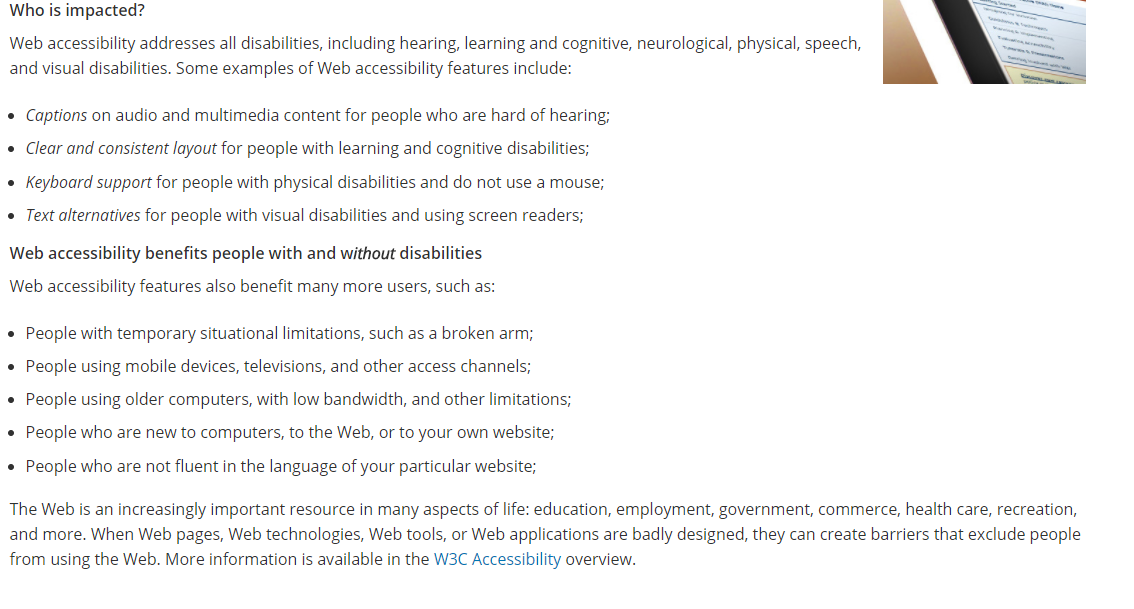 Who is impacted?
Web accessibility addresses all disabilities, including hearing, learning and cognitive, neurological, physical, speech,
and visual disabilities. Some examples of Web accessibility features include:
Captions on audio and multimedia content for people who are hard of hearing;
Clear and consistent layout for people with learning and cognitive disabilities;
Keyboard support for people with physical disabilities and do not use a mouse;
Text alternatives for people with visual disabilities and using screen readers;
Web accessibility benefits people with and without disabilities
Web accessibility features also benefit many more users, such as:
People with temporary situational limitations, such as a broken arm;
People using mobile devices, televisions, and other access channels;
People using older computers, with low bandwidth, and other limitations;
People who are new to computers, to the Web, or to your own website;
People who are not fluent in the language of your particular website;
The Web is an increasingly important resource in many aspects of life: education, employment, government, commerce, health care, recreation,
and more. When Web pages, Web technologies, Web tools, or Web applications are badly designed, they can create barriers that exclude people
from using the Web. More information is available in the W3C Accessibility overview.